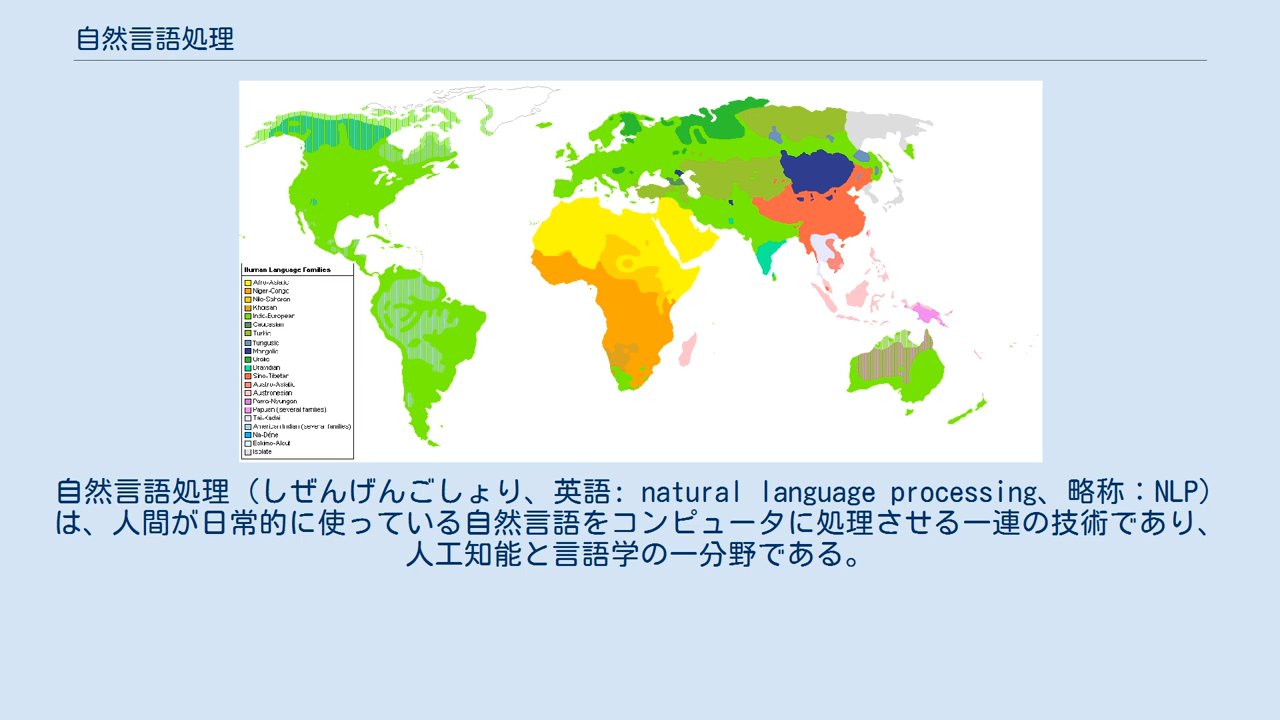 自然言語処理
Human Language Families
Afro-Asiatic
Niger-Congo
Nilo-Saharan
Khoisan
Indo-European
Caucasian
Turkic
Tungusic
Mongolic
Uralic
Dravidian
Sino-Tibetan
Austro-Asiatic
Austronesian
Pama-Nyungan
Papuan (several families)
Tai-Kadai
American Indian (several families)
Na-Dene
Eskimo-Aleut
Isolate
自然言語処理（しぜんげんごしょり、英語: natural language processing、略称：NLP）
は、人間が日常的に使っている自然言語をコンピュータに処理させる一連の技術であり、
人工知能と言語学の一分野である。